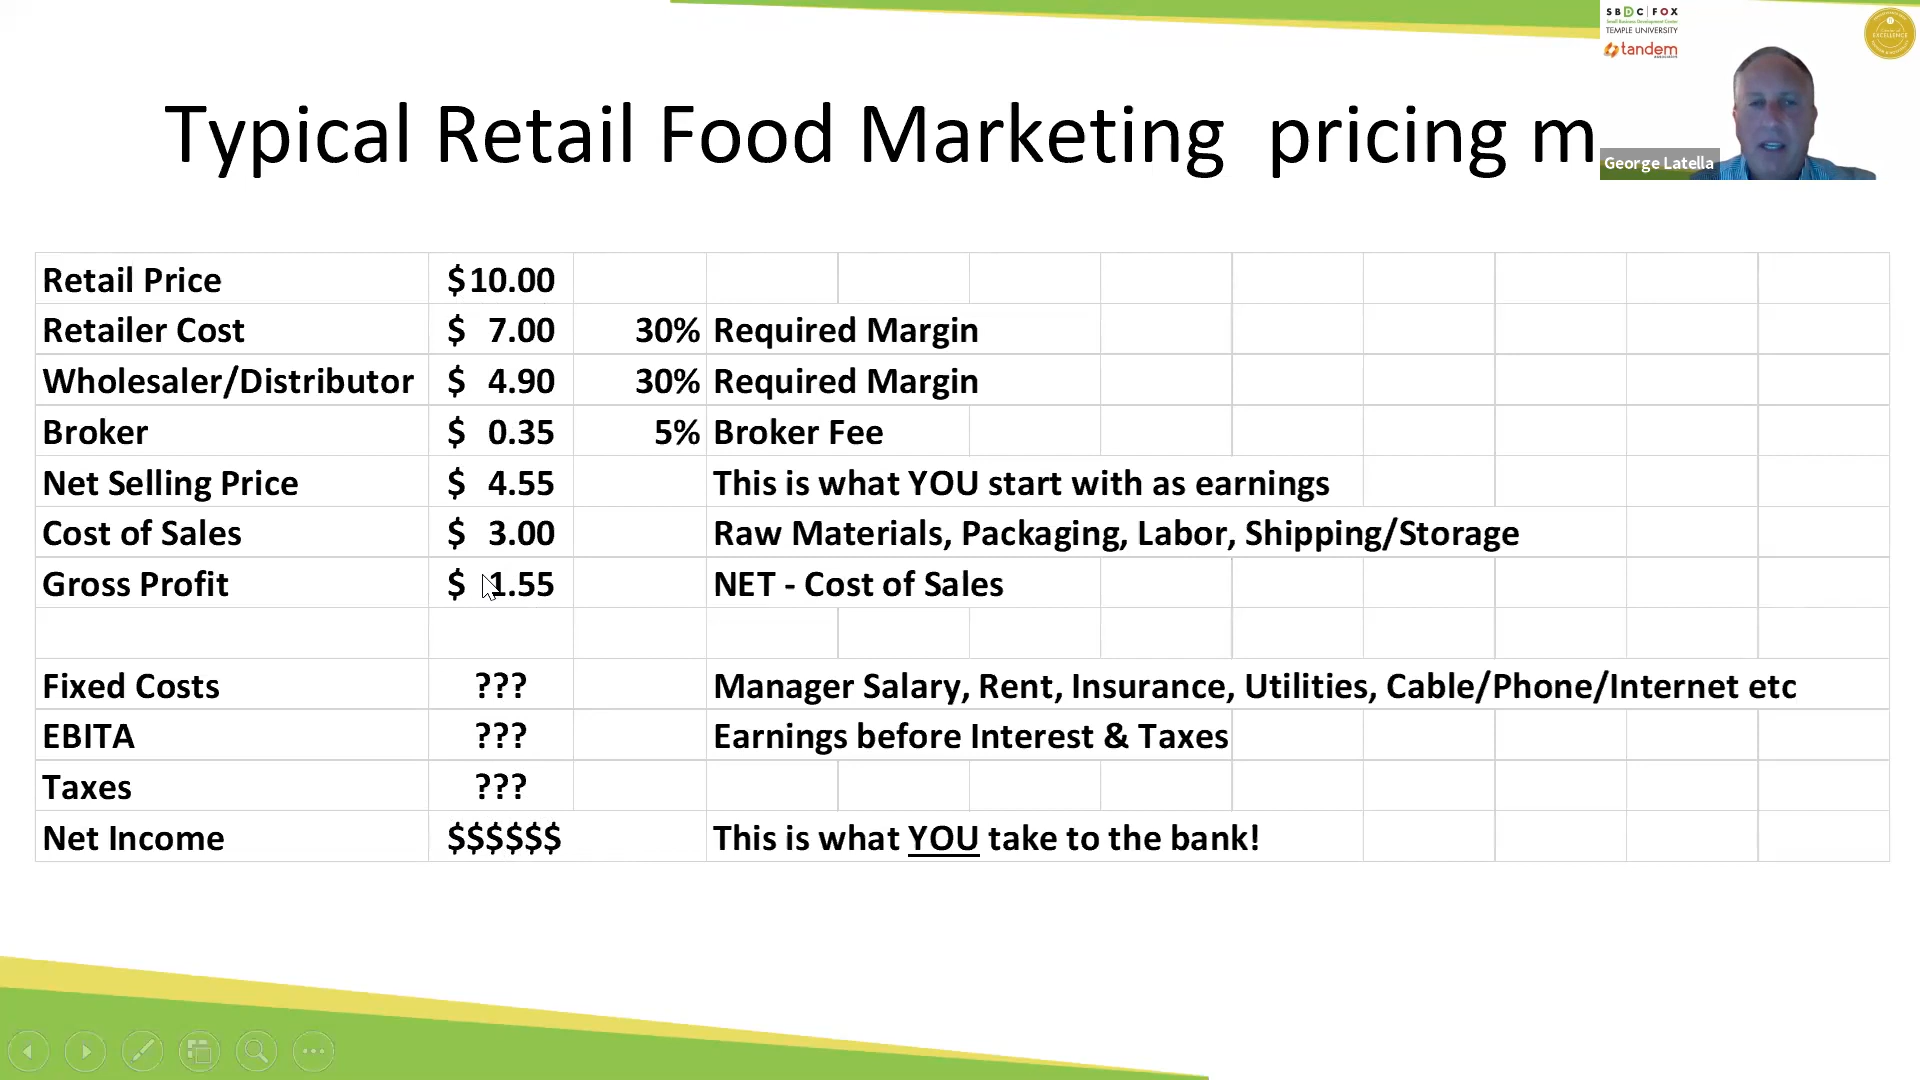 SBDC | FOX
Small Business Development Center
TEMPLE UNIVERSITY
tandem
EXCELLENCE
Typical Retail Food Marketing pricing m
George Latella
Retail Price $10.00
Retailer Cost $ 7.00 30% Required Margin
Wholesaler/Distributor $ 4.90 30% Required Margin
Broker $ 0.35 5% Broker Fee
Net Selling Price $ 4.55 This is what YOU start with as earnings
Cost of Sales $ 3.00 Raw Materials, Packaging, Labor, Shipping/Storage
Gross Profit $ 1.55 NET - Cost of Sales
Fixed Costs ??? Manager Salary, Rent, Insurance, Utilities, Cable/Phone/Internet etc
EBITA ??? Earnings before Interest & Taxes
Taxes ???
Net Income $$$$$$ This is what YOU take to the bank!